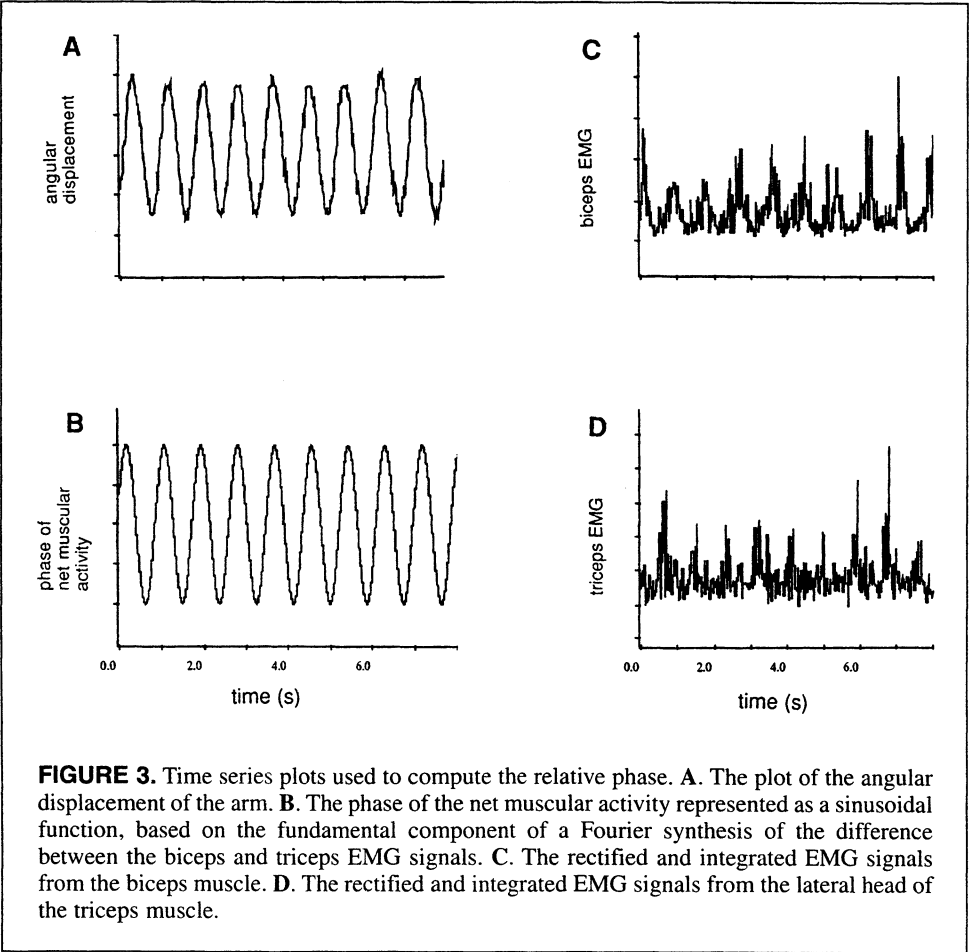 A
angular
displacement
C
biceps EMG
B
phase of
net muscular
activity
0.0 2.0 4.0 6.0
time (s)
D
triceps EMG
0.0 2.0 4.0 6.0
time (s)
FIGURE 3. Time series plots used to compute the relative phase. A. The plot of the angular
displacement of the arm. B. The phase of the net muscular activity represented as a sinusoidal
function, based on the fundamental component of a Fourier synthesis of the difference
between the biceps and triceps EMG signals. C. The rectified and integrated EMG signals
from the biceps muscle. D. The rectified and integrated EMG signals from the lateral head of
the triceps muscle.